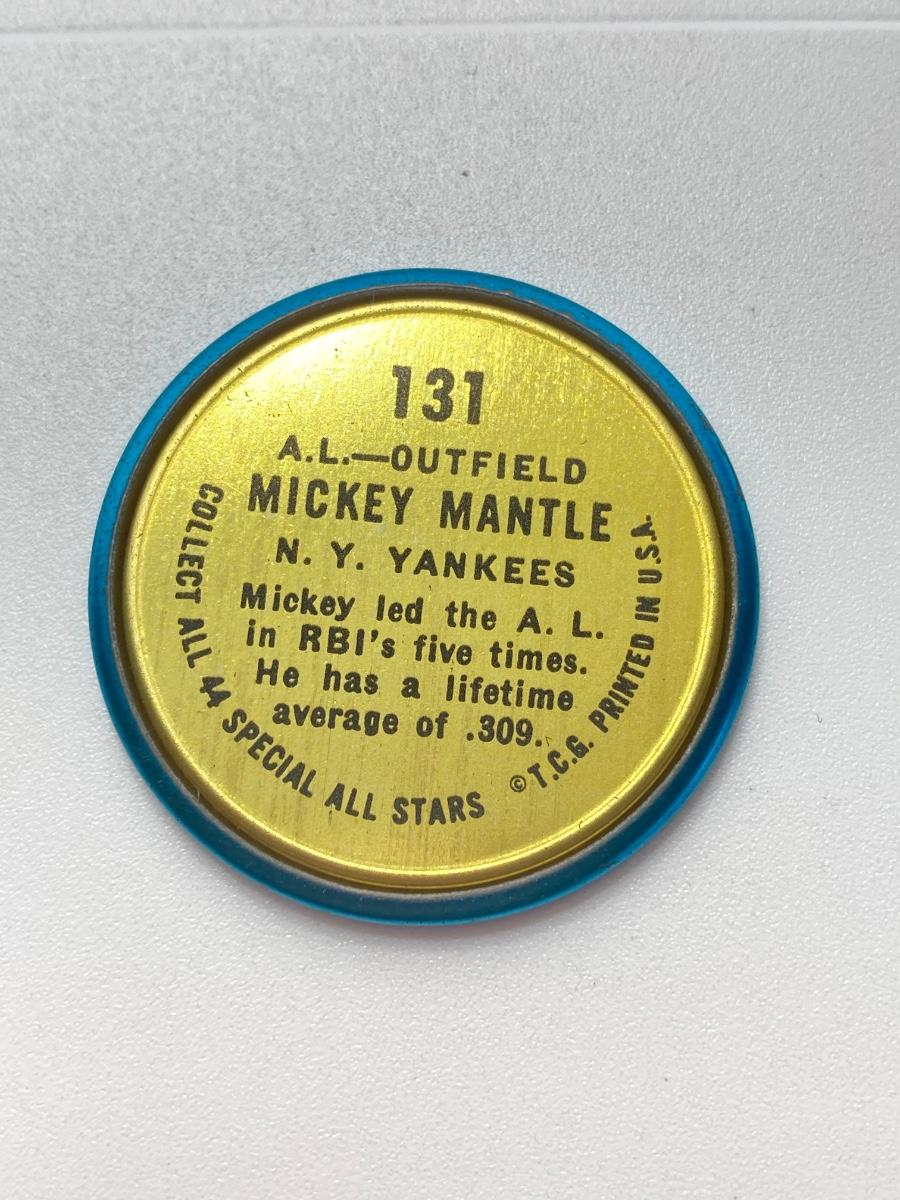 131
A.L.—OUTFIELD
MICKEY MANTLE
N. Y. YANKEES
Mickey led the A. L.
in RBI's five times.
He has a lifetime
average of .309.
COLLECT ALL 44 SPECIAL ALL STARS
©T.C.G. PRINTED IN U.S.A.